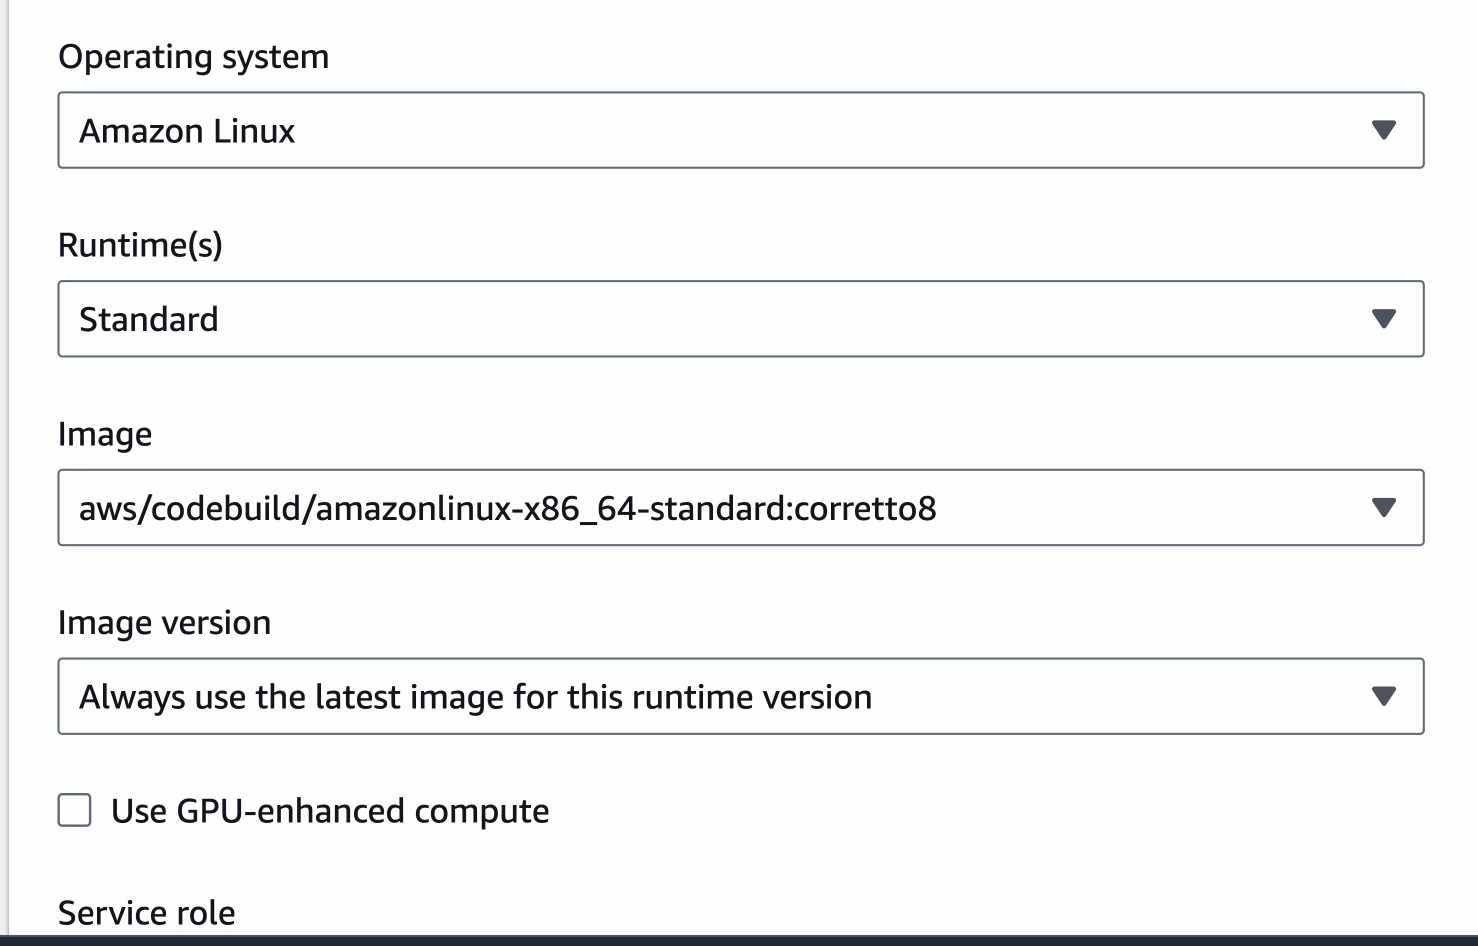 Operating system
Amazon Linux
Runtime(s)
Standard
Image
aws/codebuild/amazonlinux-x86_64-standard:corretto8
Image version
Always use the latest image for this runtime version
Use GPU-enhanced compute
Service role